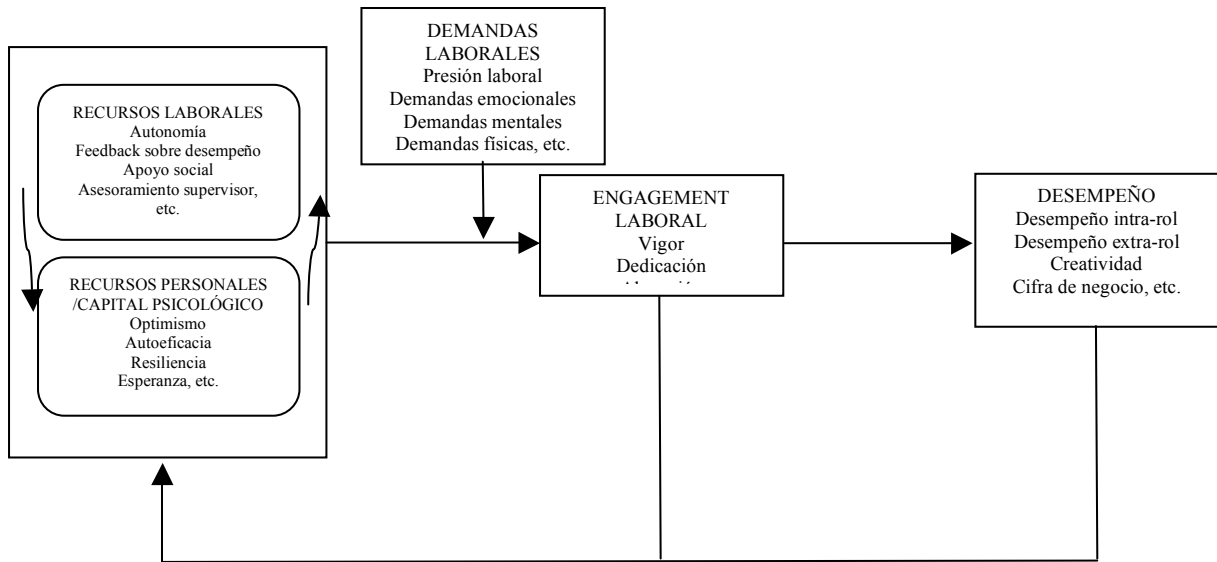 RECURSOS LABORALES
Autonomía
Feedback sobre desempeño
Apoyo social
Asesoramiento supervisor,
etc.
RECURSOS PERSONALES
/CAPITAL PSICOLÓGICO
Optimismo
Autoeficacia
Resiliencia
Esperanza, etc.
DEMANDAS
LABORALES
Presión laboral
Demandas emocionales
Demandas mentales
Demandas físicas, etc.
ENGAGEMENT
LABORAL
Vigor
Dedicación
DESEMPEÑO
Desempeño intra-rol
Desempeño extra-rol
Creatividad
Cifra de negocio, etc.